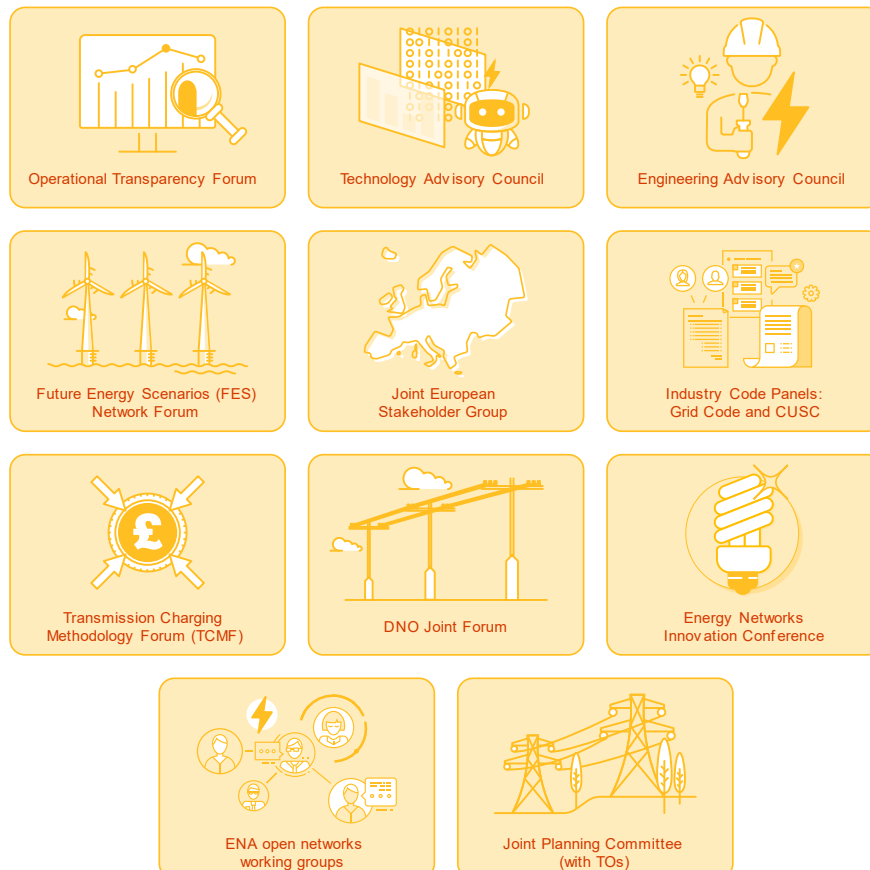 Operational Transparency Forum
Technology Advisory Council
Engineering Advisory Council
Future Energy Scenarios (FES)
Network Forum
Joint European
Stakeholder Group
Industry Code Panels:
Grid Code and CUSC
£
Transmission Charging
Methodology Forum (TCMF)
DNO Joint Forum
Energy Networks
Innovation Conference
ENA open networks
working groups
Joint Planning Committee
(with TOs)